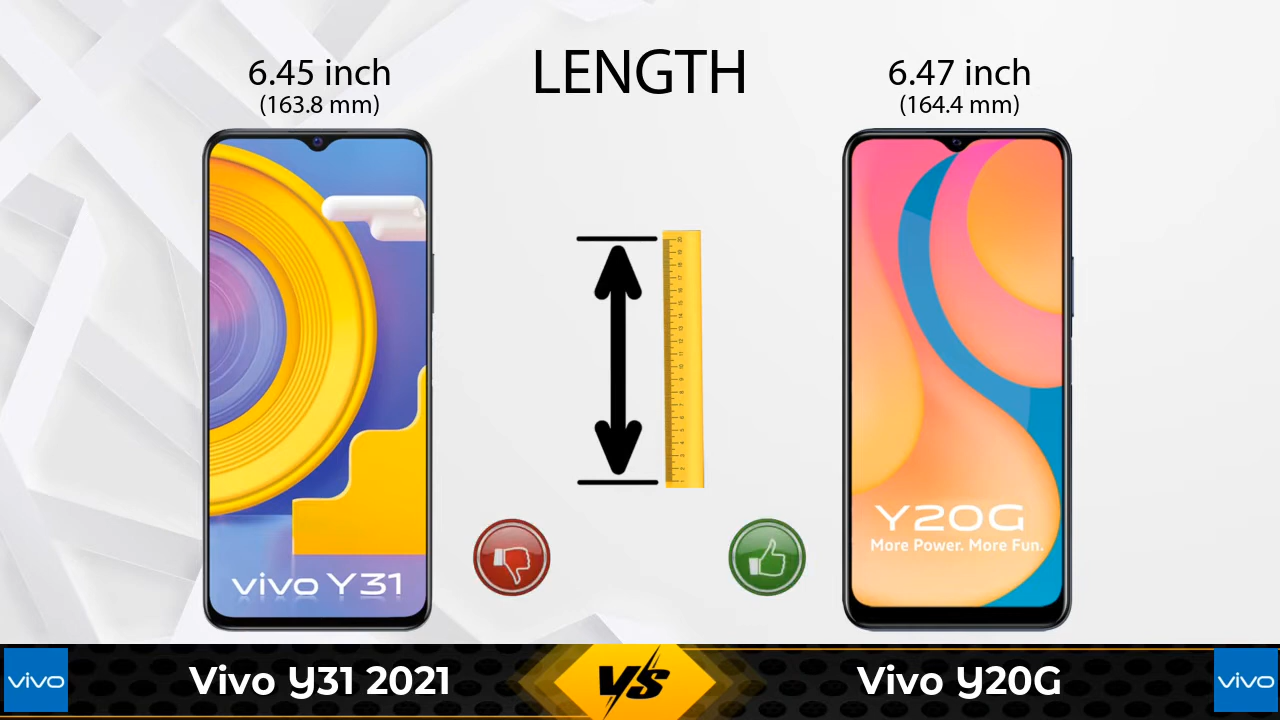 LENGTH
6.45 inch
(163.8 mm)
6.47 inch
(164.4 mm)
vivo Y31
Y20G
More Power. More Fun.
vivo
Vivo Y31 2021
VS
Vivo Y20G
vivo